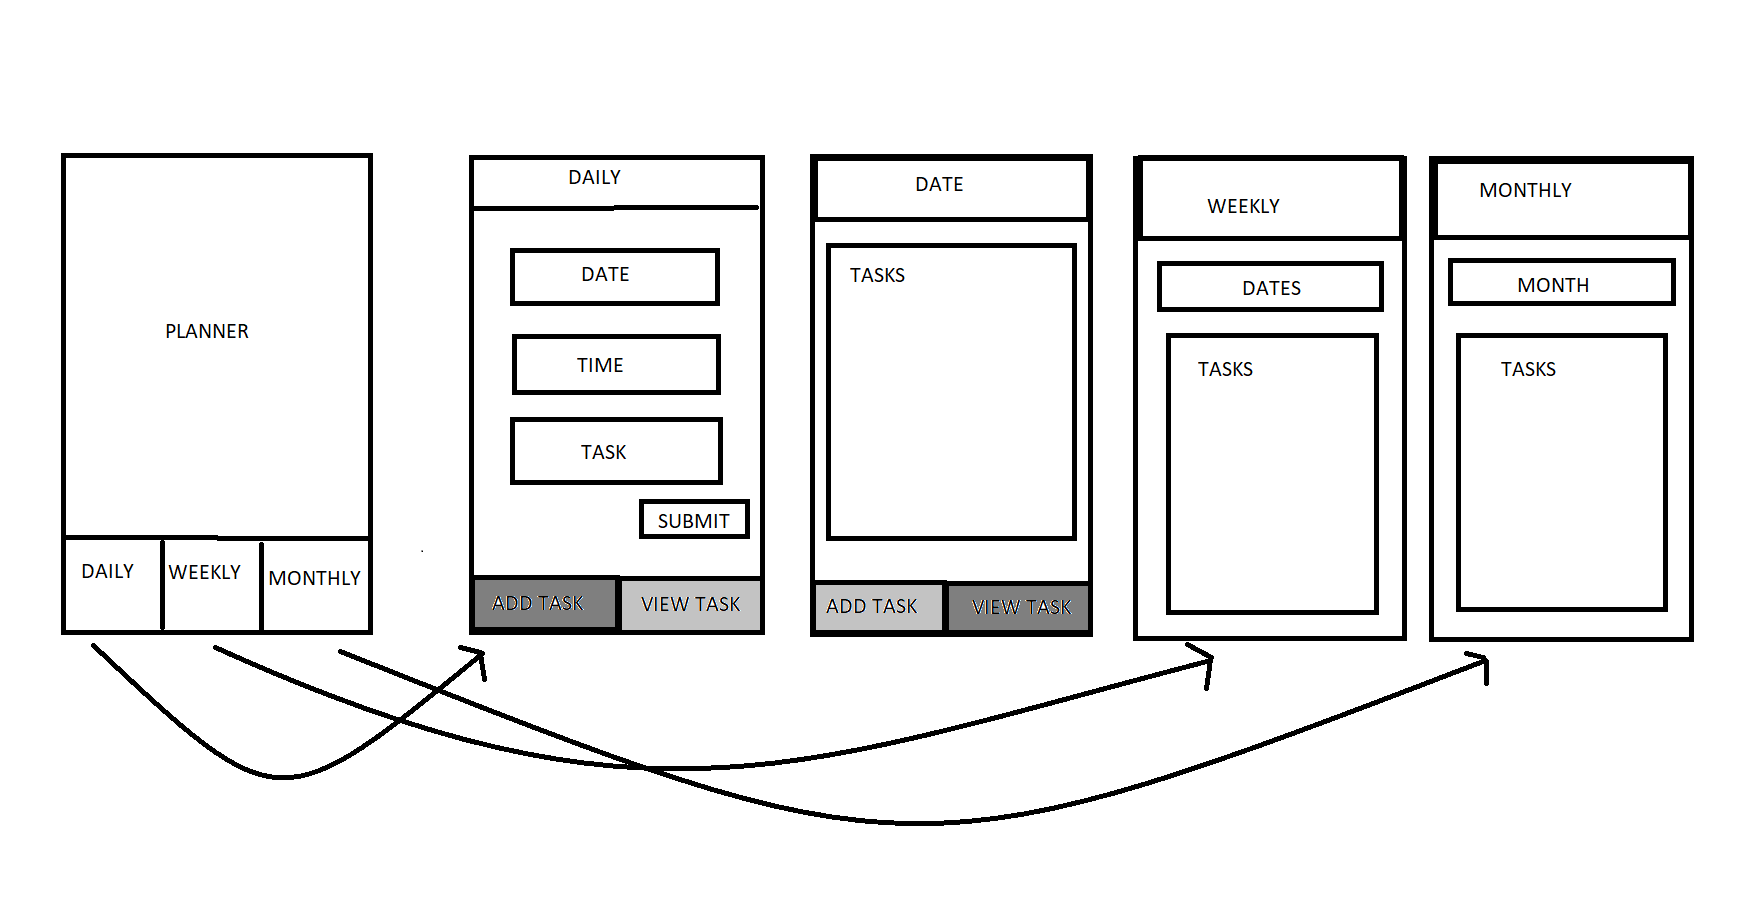 PLANNER
DAILY
WEEKLY
MONTHLY
DAILY
DATE
TIME
TASK
SUBMIT
ADD TASK
VIEW TASK
DATE
TASKS
ADD TASK
VIEW TASK
WEEKLY
DATES
TASKS
MONTHLY
MONTH
TASKS